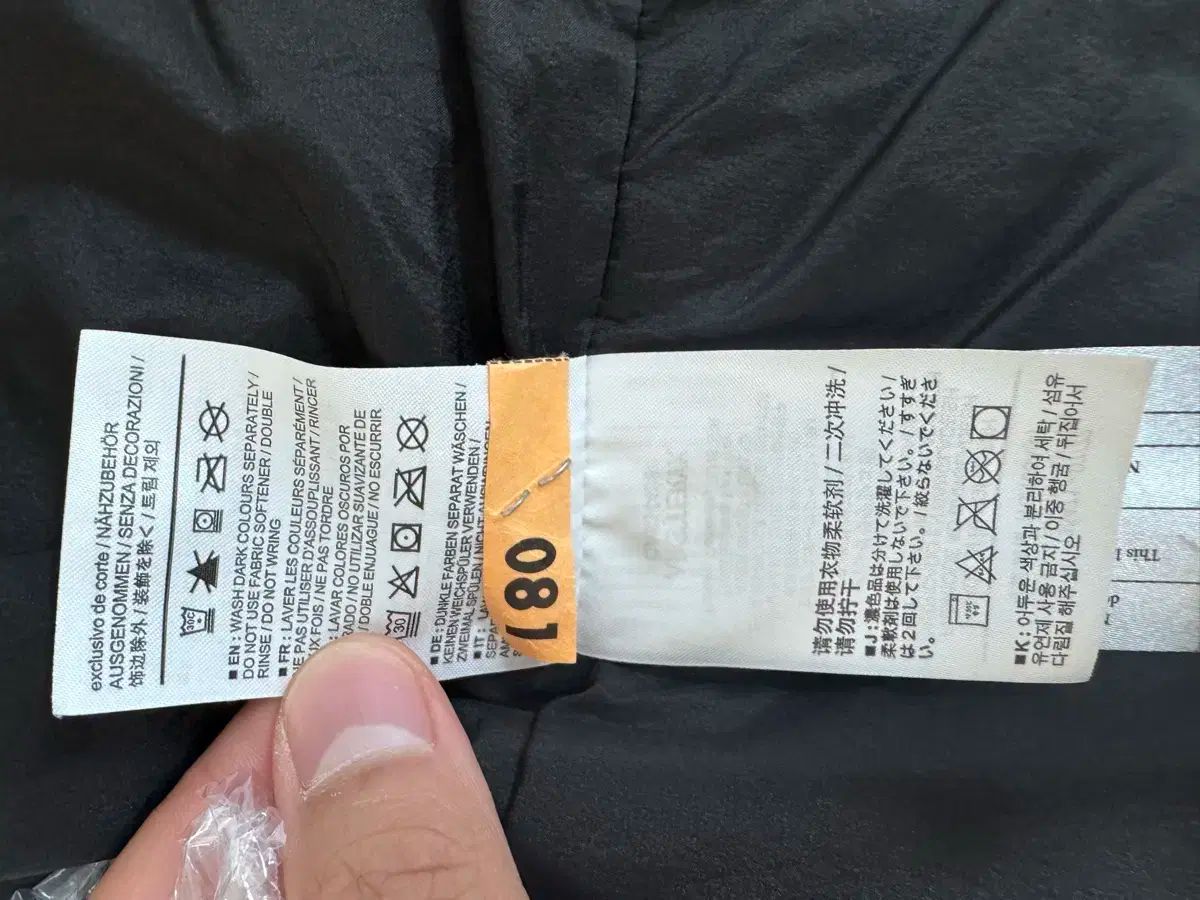 exclusivo de corte / NÄHZUBEHÖR
AUSGENOMMEN / SENZA DECORAZIONI /
饰边除外 / 装飾を除く / 트림 제외
■ EN : WASH DARK COLOURS SEPARATELY /
DO NOT USE FABRIC SOFTENER / DOUBLE
RINSE / DO NOT WRING
■ FR : LAVER LES COULEURS SÉPARÉMENT /
NE PAS UTILISER D'ASSOUPLISSANT / RINCER
UX FOIS / NE PAS TORDRE
LAVAR COLORES OSCUROS POR
RADO / NO UTILIZAR SUAVIZANTE DE
/ DOBLE ENJUAGUE / NO ESCURRIR
30
■ DE : DUNKLE FARBEN SEPARAT WÄSCHEN /
KEINEN WEICHSPÜLER VERWENDEN /
ZWEIMAL SPÜLEN / NICHT AUSWRINGEN
■ IT :
SEPA
081
请勿使用衣物柔软剂 / 二次冲洗 /
请勿拧干
■ J : 濃色品は分けて洗濯してください /
柔軟剤は使用しないで下さい。/ すすぎ
は2回して下さい。/ 絞らないでくださ
い。
■ K : 어두운 색상과 분리하여 세탁 / 섬유
유연제 사용 금지 / 이중 헹굼 / 뒤집어서
다림질 해주십시오